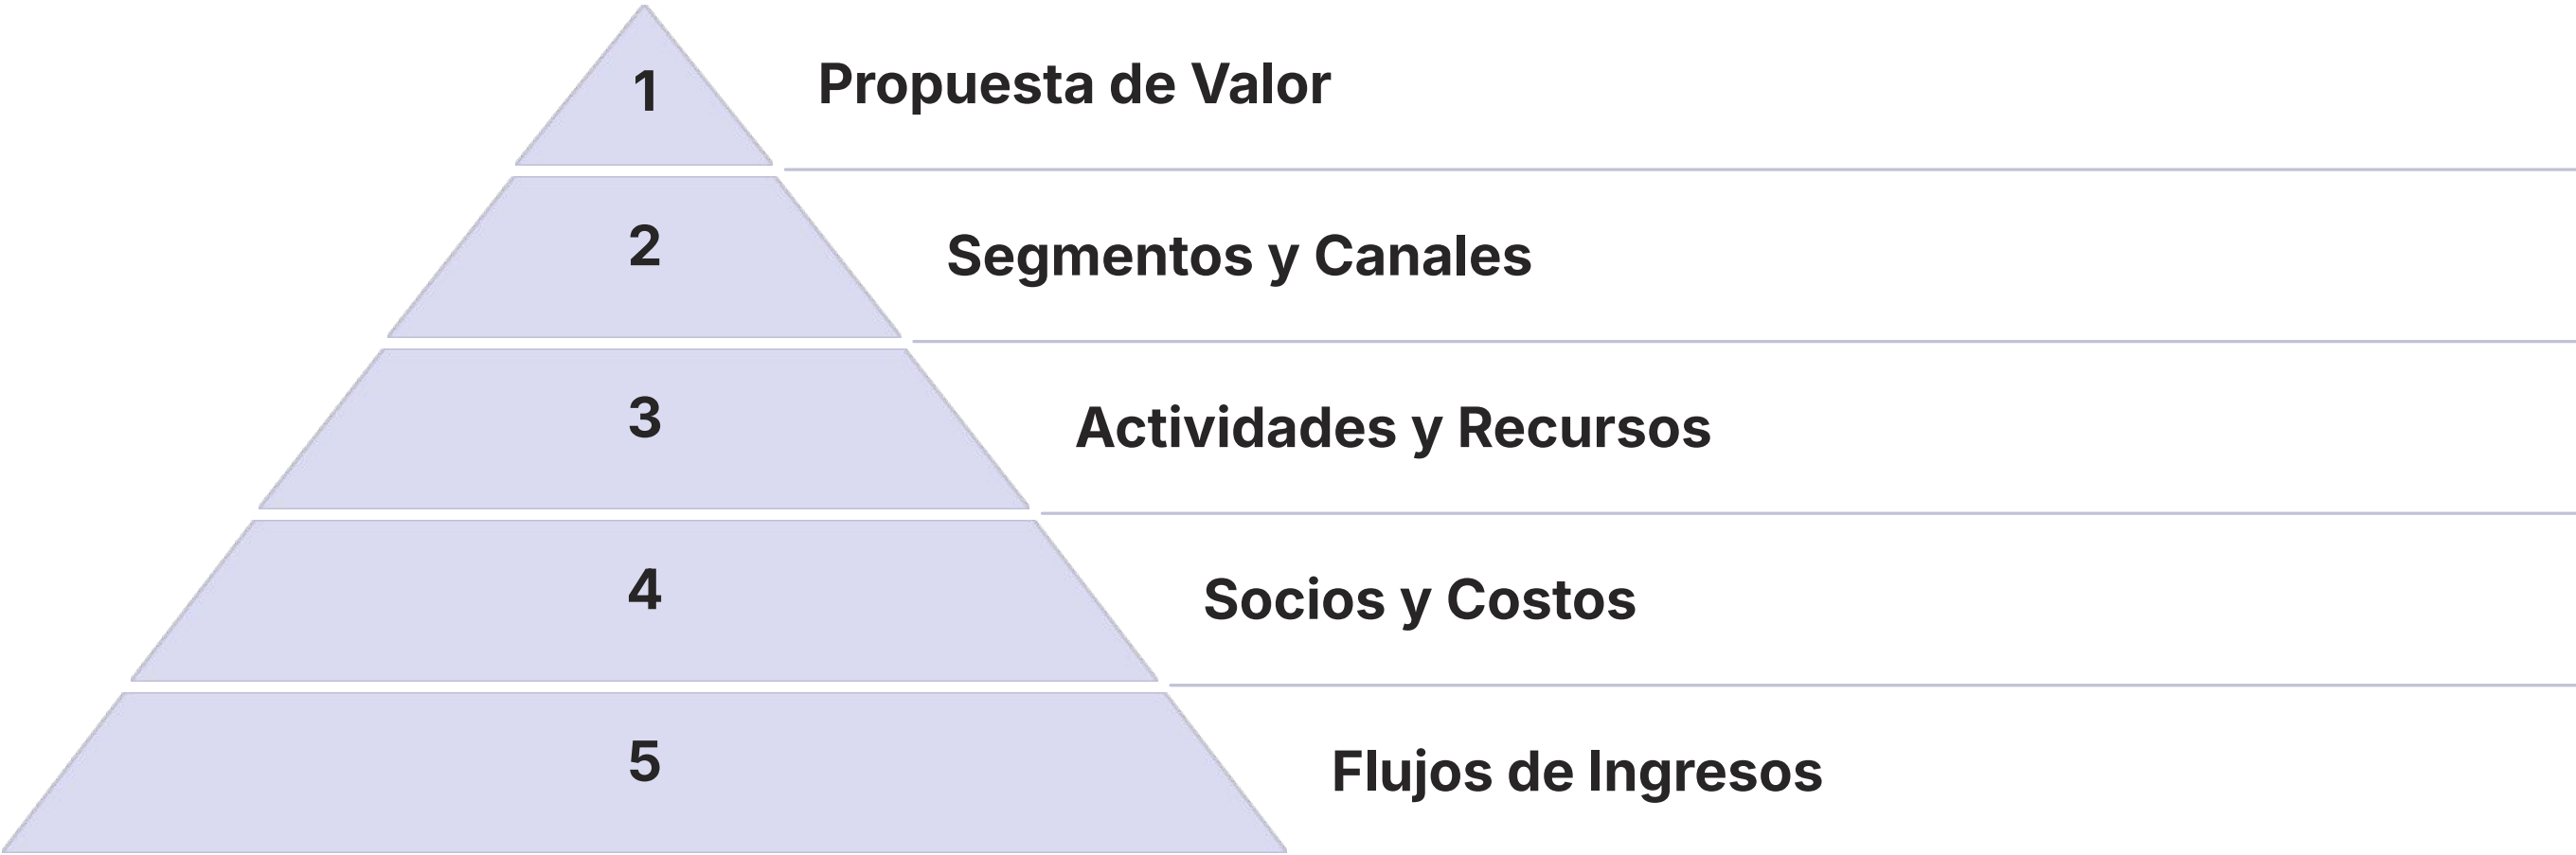 1
Propuesta de Valor
2
Segmentos y Canales
3
Actividades y Recursos
4
Socios y Costos
5
Flujos de Ingresos